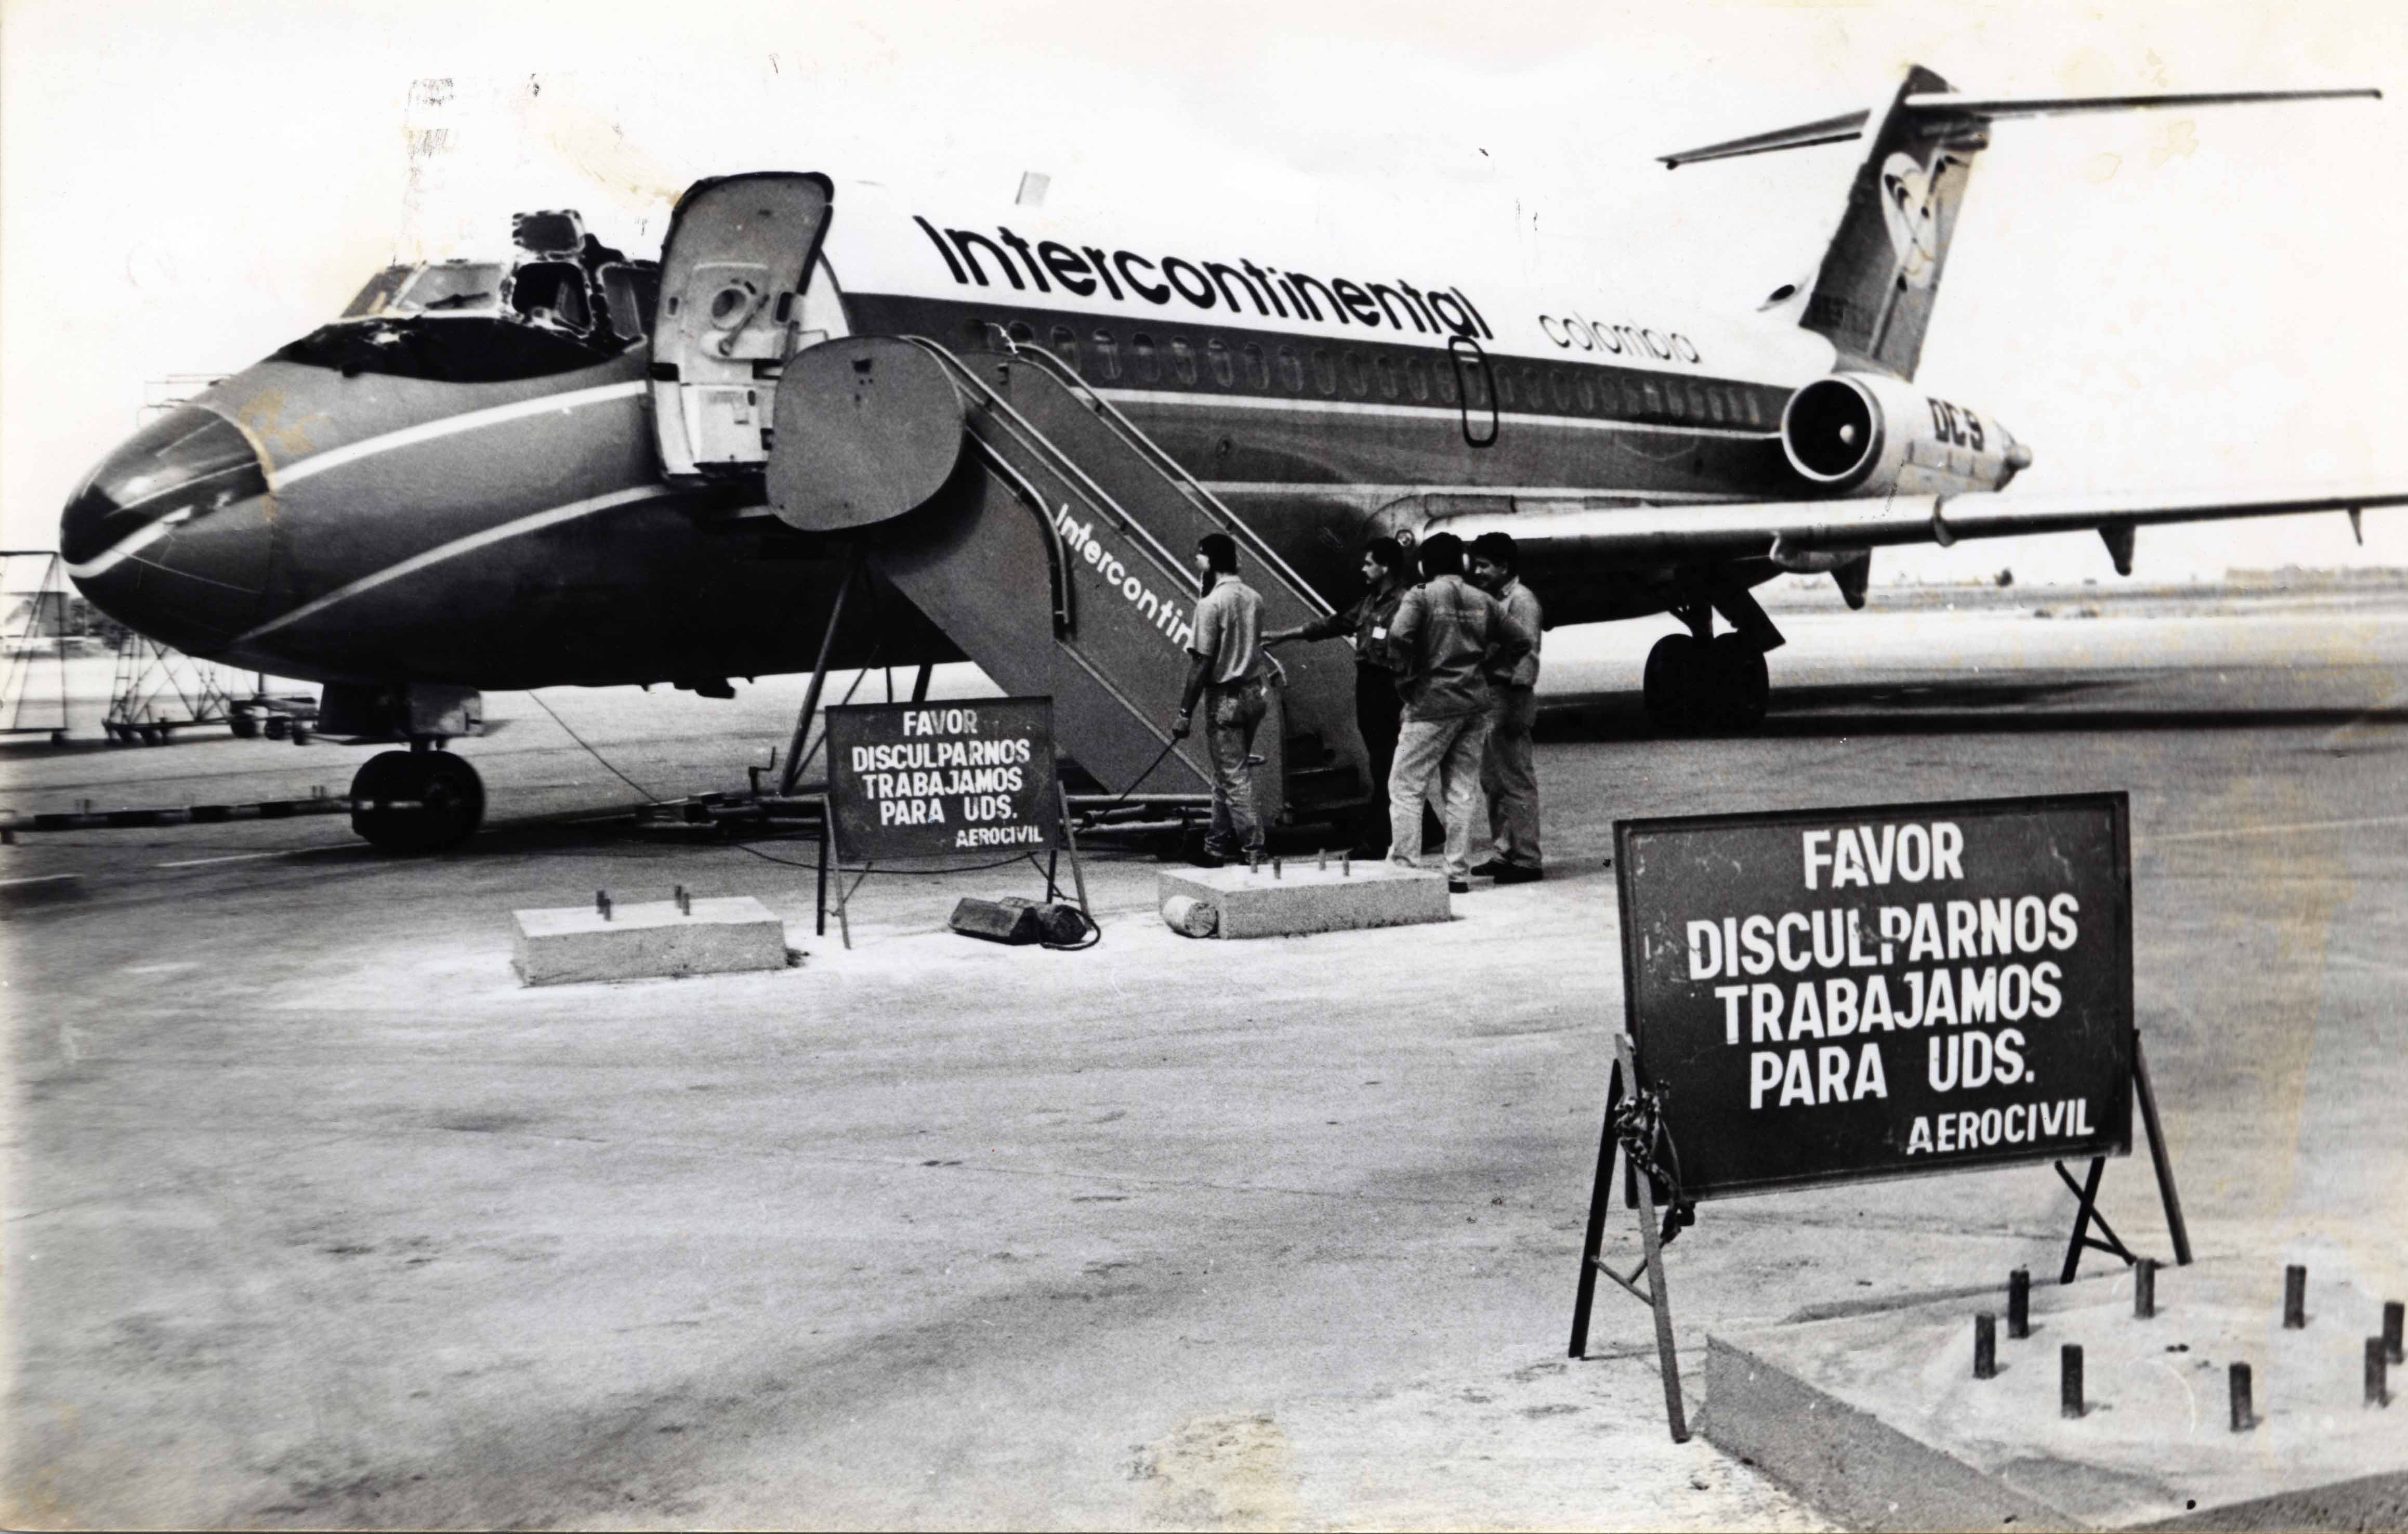 Intercontinental colombia
DC9
Intercontin
FAVOR
DISCULPARNOS
TRABAJAMOS
PARA UDS.
AEROCIVIL
FAVOR
DISCULPARNOS
TRABAJAMOS
PARA UDS.
AEROCIVIL